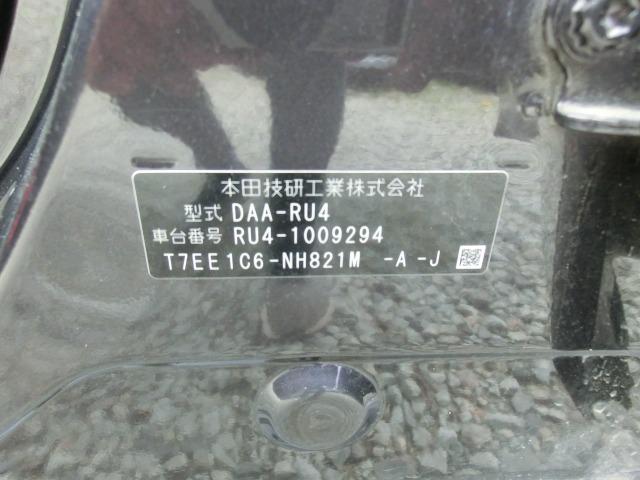 本田技研工業株式会社
型式 DAA-RU4
車台番号 RU4-1009294
T7EE1C6-NH821M -A-J